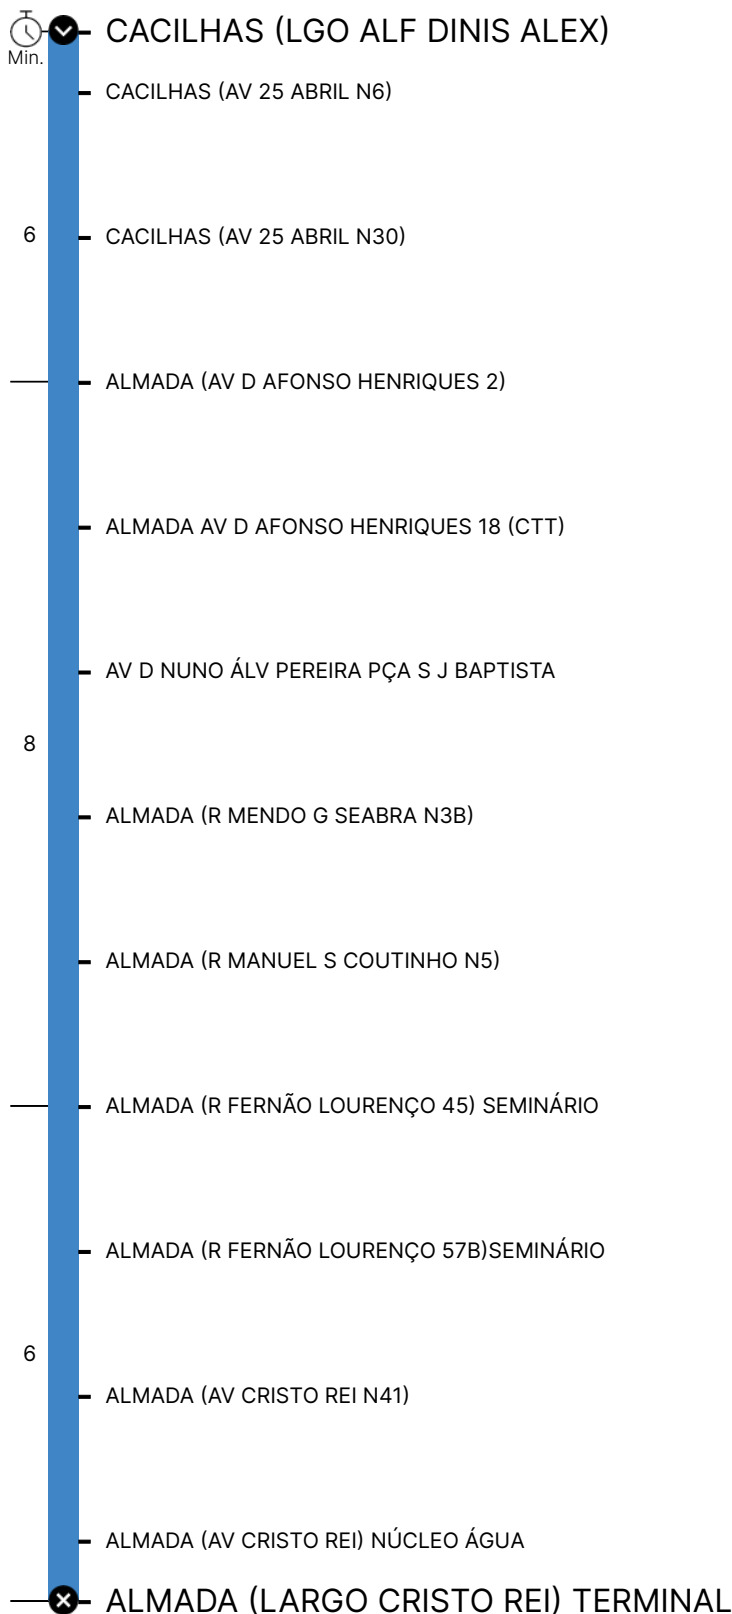 CACILHAS (LGO ALF DINIS ALEX)
Min.
CACILHAS (AV 25 ABRIL N6)
6
CACILHAS (AV 25 ABRIL N30)
ALMADA (AV D AFONSO HENRIQUES 2)
ALMADA AV D AFONSO HENRIQUES 18 (CTT)
AV D NUNO ÁLV PEREIRA PÇA S J BAPTISTA
8
ALMADA (R MENDO G SEABRA N3B)
ALMADA (R MANUEL S COUTINHO N5)
ALMADA (R FERNÃO LOURENÇO 45) SEMINÁRIO
ALMADA (R FERNÃO LOURENÇO 57B)SEMINÁRIO
6
ALMADA (AV CRISTO REI N41)
ALMADA (AV CRISTO REI) NÚCLEO ÁGUA
ALMADA (LARGO CRISTO REI) TERMINAL